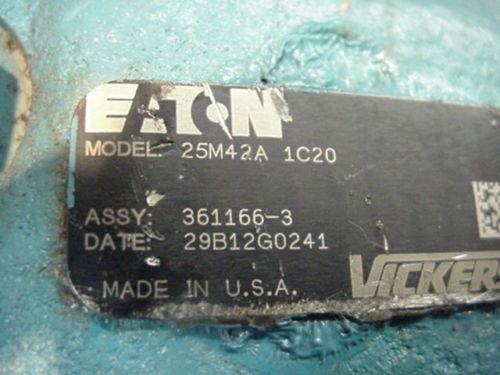 EATON
MODEL: 25M42A 1C20
ASSY: 361166-3
DATE: 29B12G0241
MADE IN U.S.A.
VICKERS